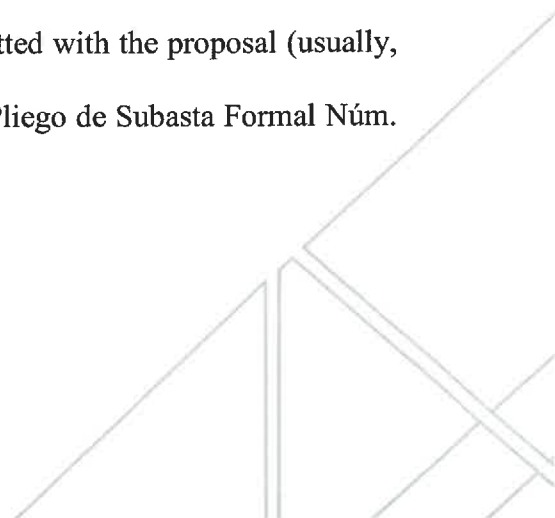 tted with the proposal (usually,
Pliego de Subasta Formal Núm.